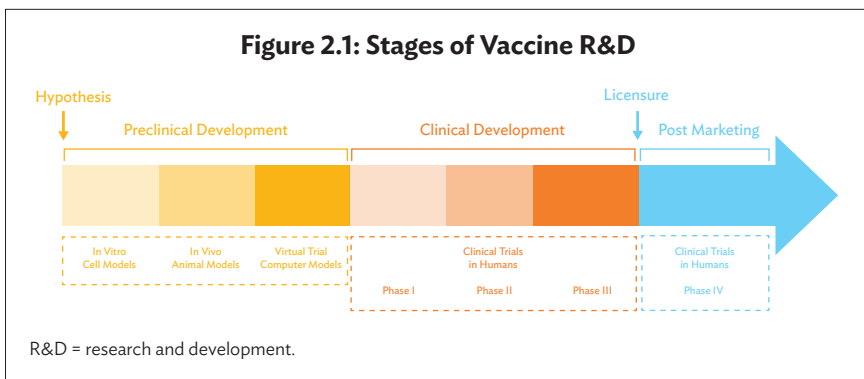 Figure 2.1: Stages of Vaccine R&D
Hypothesis
Licensure
Preclinical Development
Clinical Development
Post Marketing
In Vitro
Cell Models
In Vivo
Animal Models
Virtual Trial
Computer Models
Clinical Trials
in Humans
Phase I
Phase II
Phase III
Clinical Trials
in Humans
Phase IV
R&D = research and development.